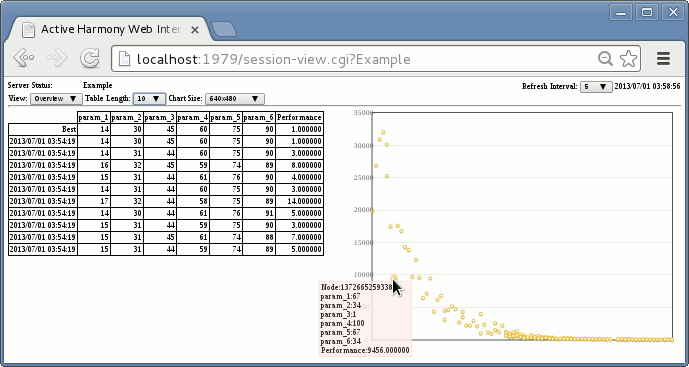 Active Harmony Web Inter
localhost:1979/session-view.cgi?Example
Server Status: Example
Refresh Interval: 5 2013/07/01 03:58:56
View: Overview Table Length: 10 Chart Size: 640x480
param_1 param_2 param_3 param_4 param_5 param_6 Performance
Best 14 30 45 60 75 90 1.000000
2013/07/01 03:54:19 14 30 45 60 75 90 1.000000
2013/07/01 03:54:19 14 31 44 60 75 90 3.000000
2013/07/01 03:54:19 16 32 45 59 74 89 8.000000
2013/07/01 03:54:19 15 31 44 61 76 90 4.000000
2013/07/01 03:54:19 14 31 44 60 75 90 3.000000
2013/07/01 03:54:19 17 32 44 58 75 89 14.000000
2013/07/01 03:54:19 14 30 44 61 76 91 5.000000
2013/07/01 03:54:19 15 31 44 59 75 90 3.000000
2013/07/01 03:54:19 15 31 45 61 74 88 7.000000
2013/07/01 03:54:19 15 31 44 59 74 89 5.000000
35000
30000
25000
20000
15000
10000
Node:1372665259338
param_1:67
param_2:34
param_3:1
param_4:100
param_5:67
param_6:34
Performance:9456.000000